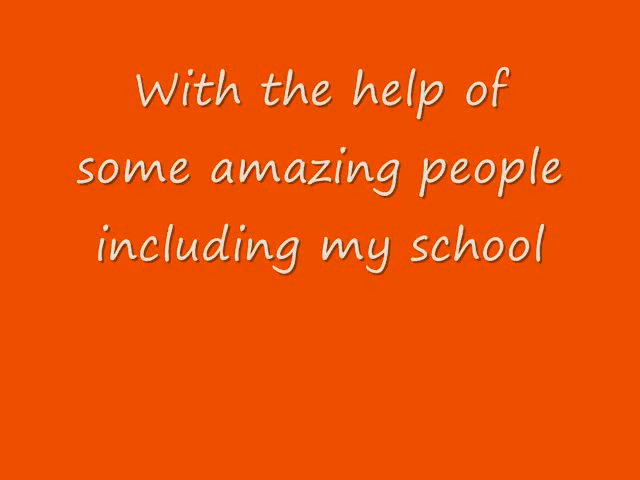 With the help of
some amazing people
including my school